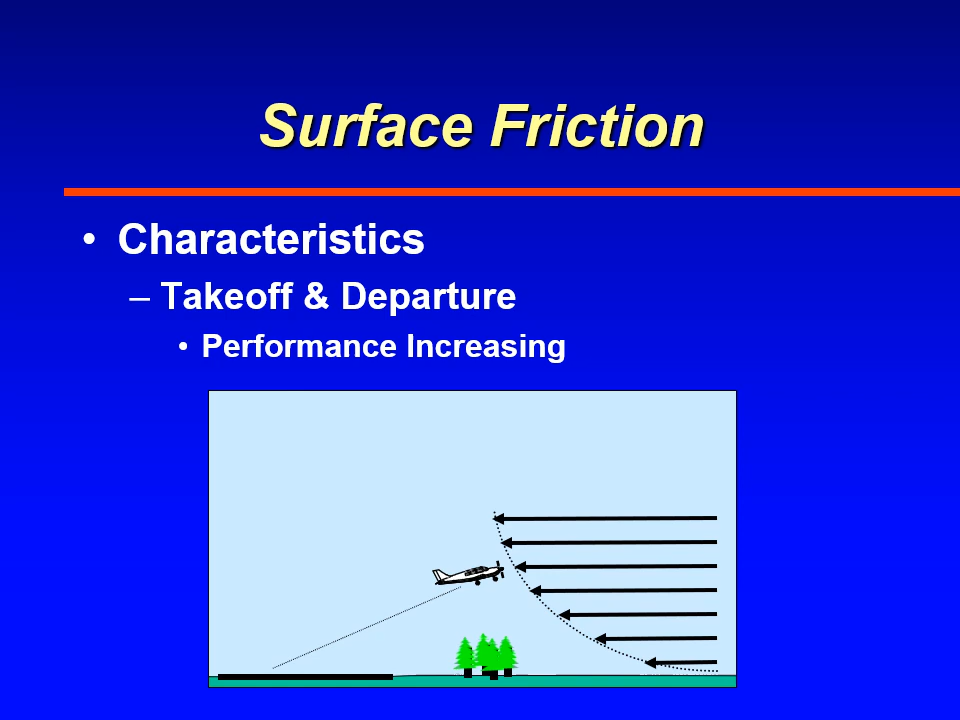 Surface Friction
• Characteristics
– Takeoff & Departure
• Performance Increasing